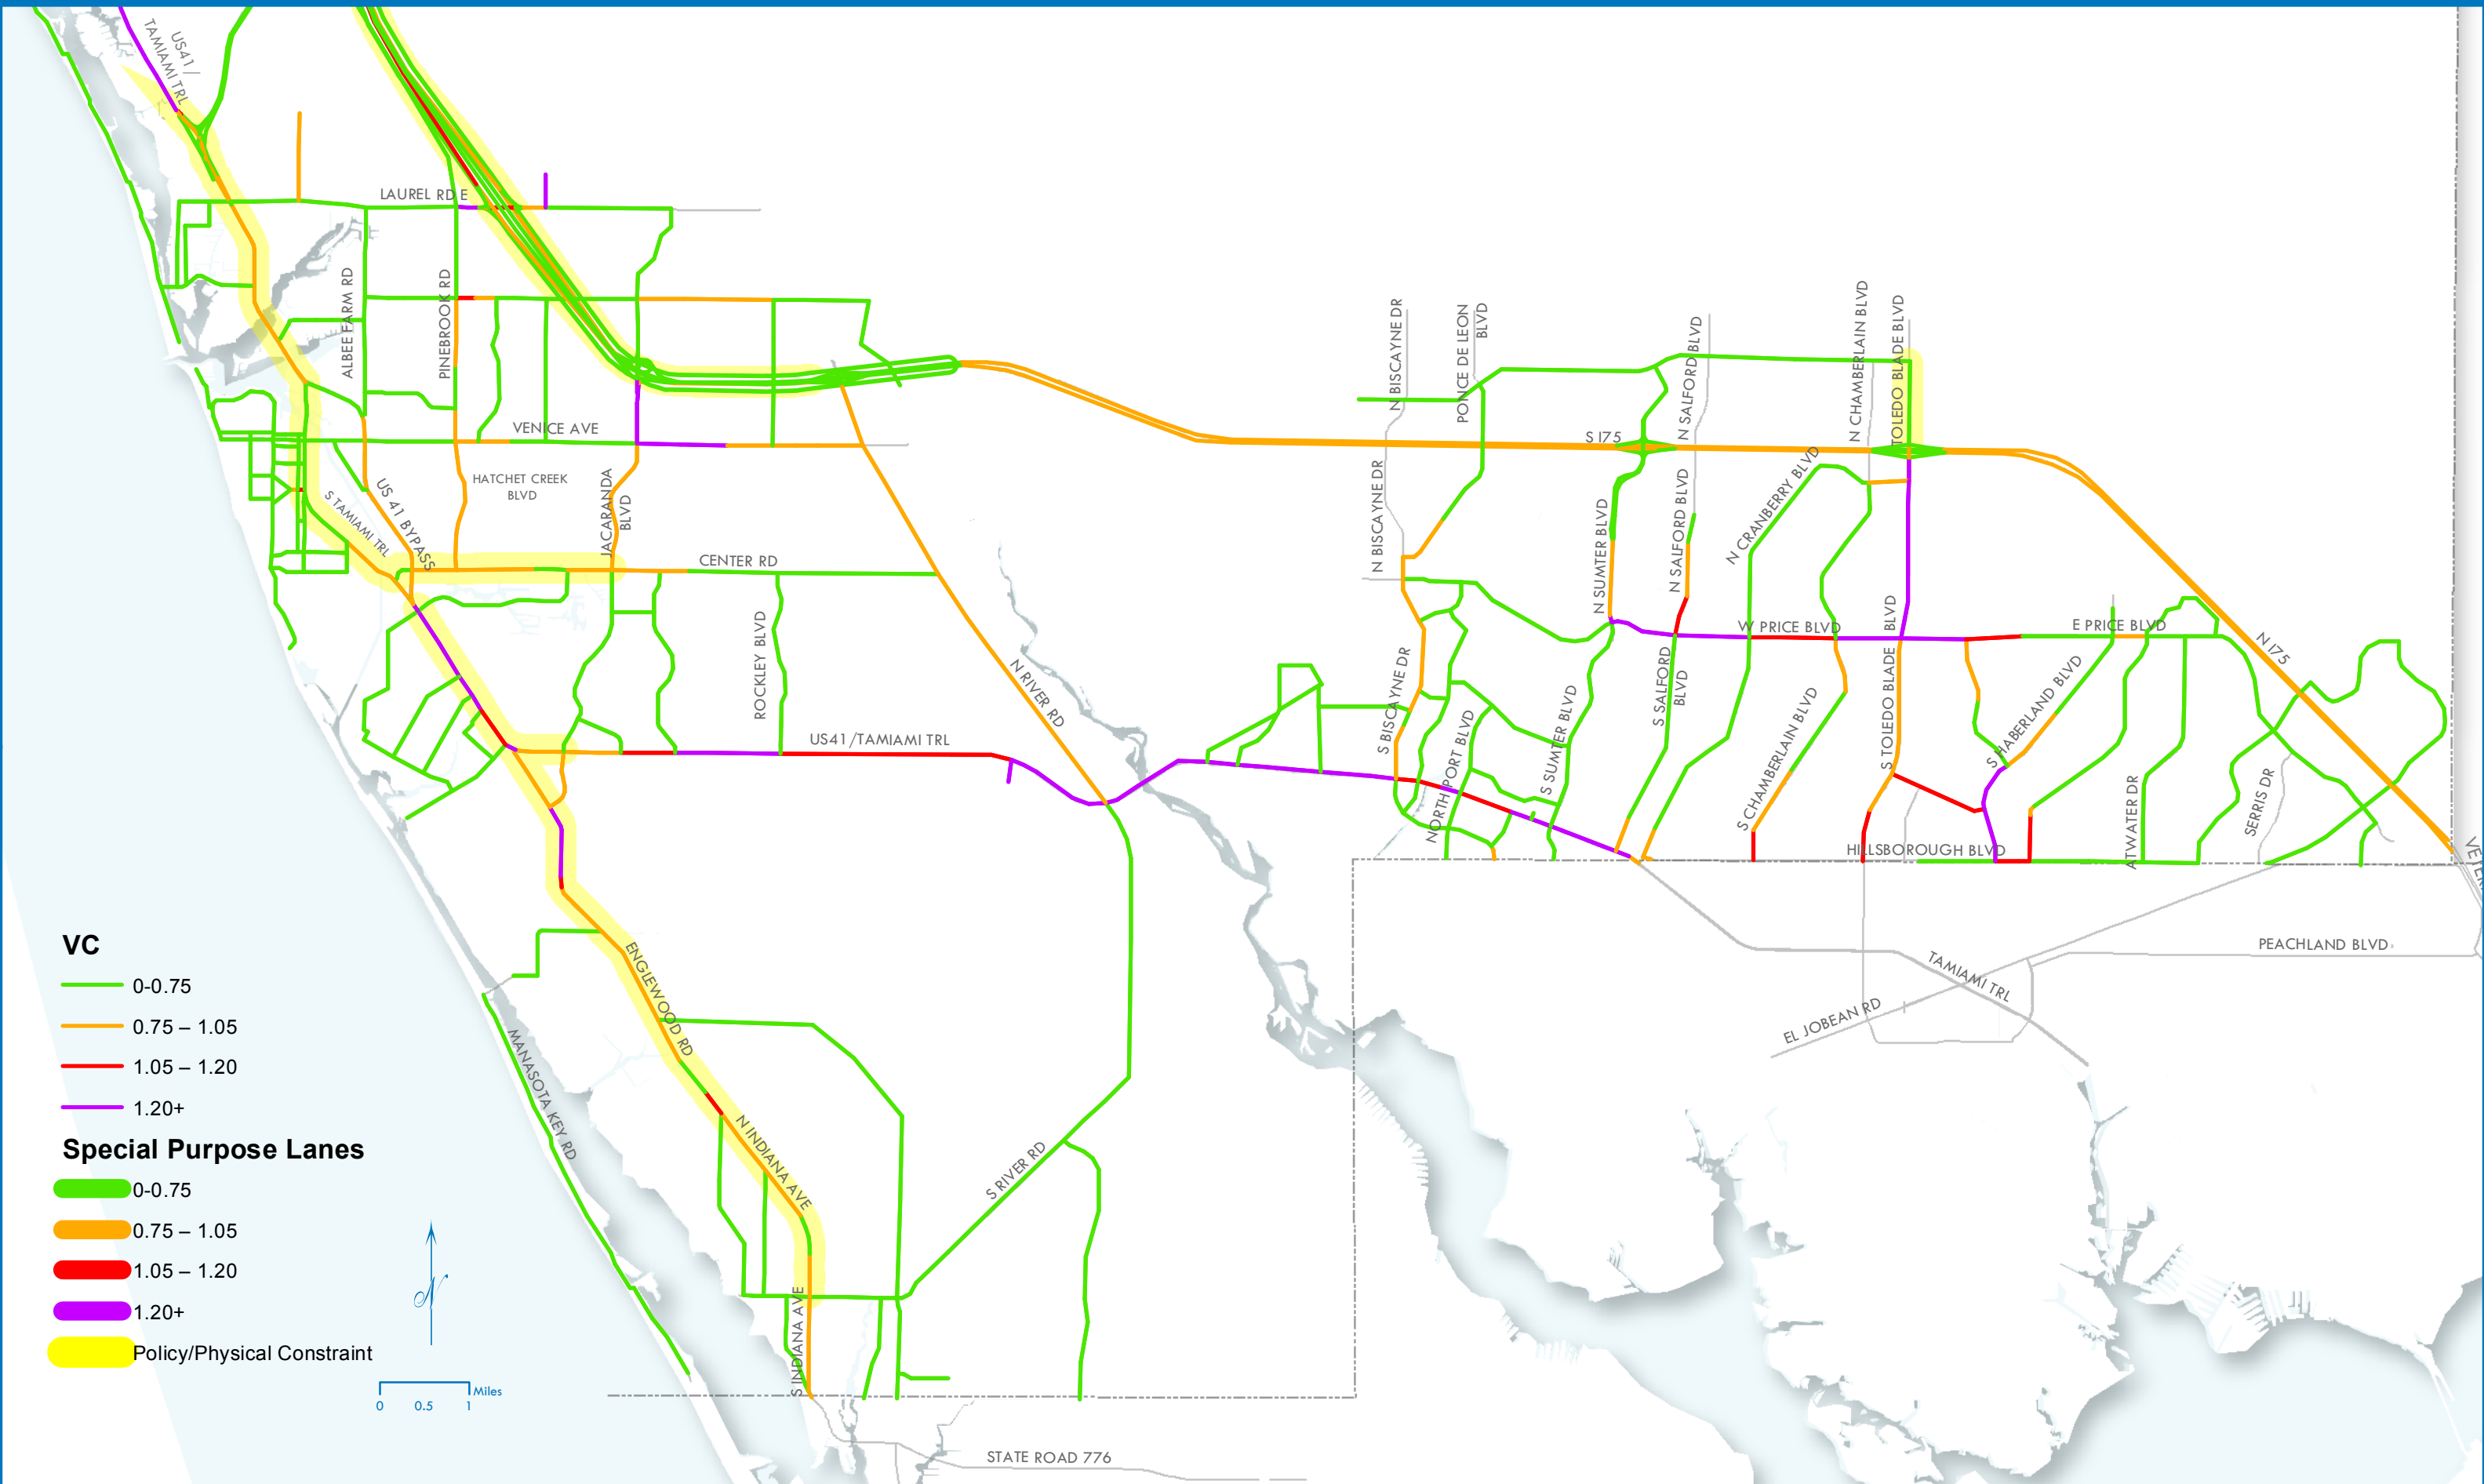 US41/
TAMIAMI TRL
LAUREL RD E
ALBEE FARM RD
PINEBROOK RD
VENICE AVE
HATCHET CREEK
BLVD
US 41 BYPASS
S TAMIAMI TRL
JACARANDA
BLVD
CENTER RD
ROCKLEY BLVD
N RIVER RD
US41/TAMIAMI TRL
ENGLEWOOD RD
MANASOTA KEY RD
N INDIANA AVE
S INDIANA AVE
S RIVER RD
STATE ROAD 776
N BISCAYNE DR
N BISCAYNE DR
S BISCAYNE DR
PONCE DE LEON
BLVD
NORTH PORT BLVD
S SUMTER BLVD
N SUMTER BLVD
S I75
N SALFORD BLVD
N SALFORD BLVD
S SALFORD
BLVD
N CRANBERRY BLVD
N CHAMBERLAIN BLVD
TOLEDO BLADE BLVD
W PRICE BLVD
E PRICE BLVD
S CHAMBERLAIN BLVD
S TOLEDO BLADE BLVD
S HABERLAND BLVD
HILLSBOROUGH BLVD
ATWATER DR
SERRIS DR
N I75
PEACHLAND BLVD
TAMIAMI TRL
EL JOBEAN RD
VC
0-0.75
0.75 – 1.05
1.05 – 1.20
1.20+
Special Purpose Lanes
0-0.75
0.75 – 1.05
1.05 – 1.20
1.20+
Policy/Physical Constraint
Miles
0 0.5 1